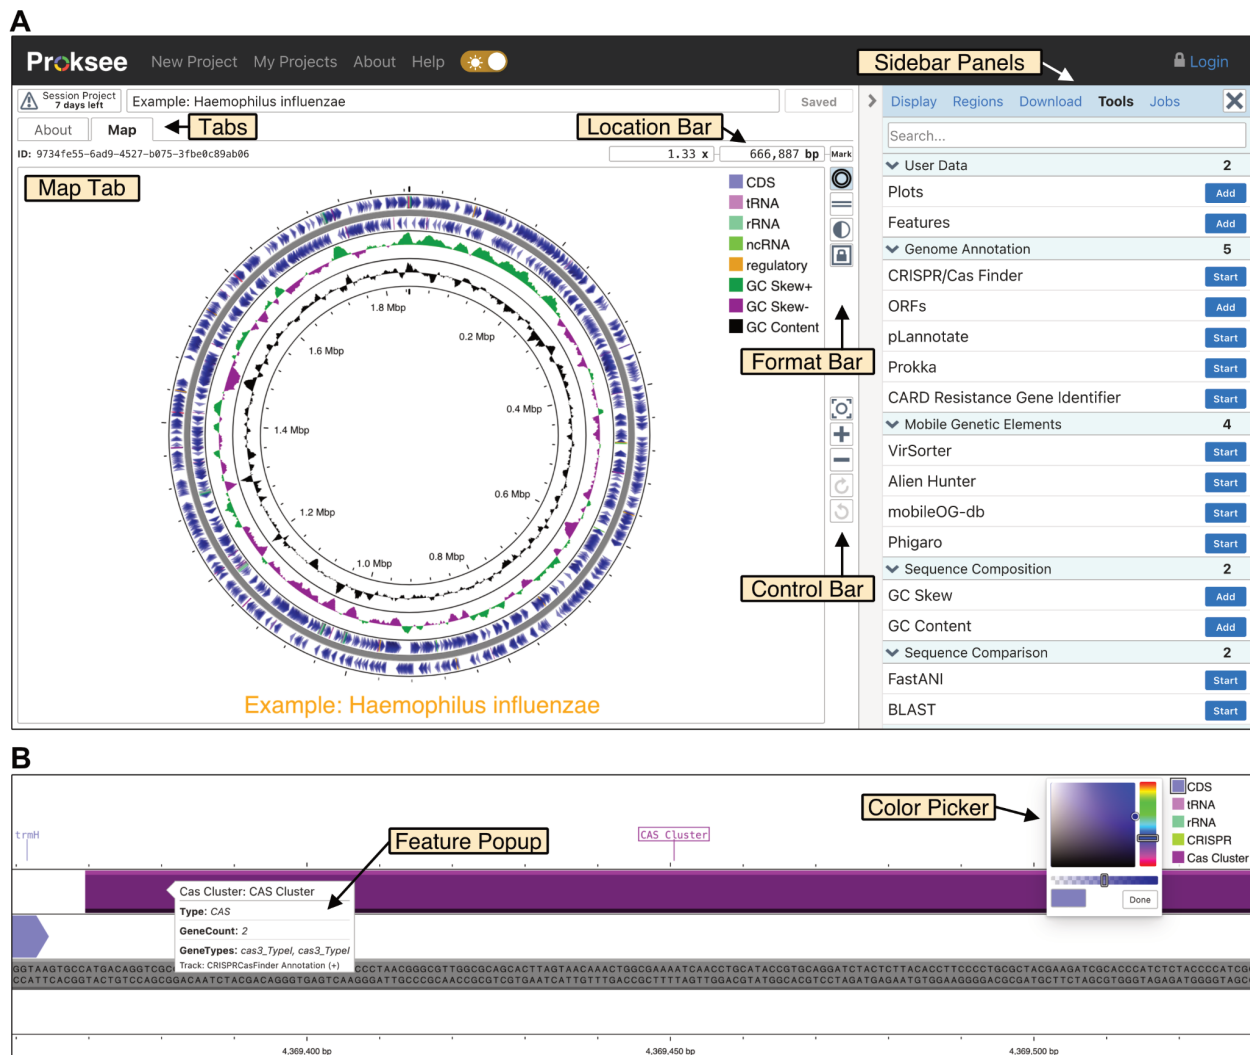 A
Proksee New Project My Projects About Help
Sidebar Panels
Login
Session Project
7 days left
Example: Haemophilus influenzae
Saved
Display Regions Download Tools Jobs
About Map
Tabs
Location Bar
Search...
ID: 9734fe55-6ad9-4527-b075-3fbe0c89ab06
1.33 x
666,887 bp
Mark
Map Tab
CDS
tRNA
rRNA
ncRNA
regulatory
GC Skew+
GC Skew-
GC Content
1.8 Mbp
0.2 Mbp
1.6 Mbp
0.4 Mbp
1.4 Mbp
0.6 Mbp
1.2 Mbp
0.8 Mbp
1.0 Mbp
Format Bar
Control Bar
Example: Haemophilus influenzae
User Data 2
Plots Add
Features Add
Genome Annotation 5
CRISPR/Cas Finder Start
ORFs Add
pLannotate Start
Prokka Start
CARD Resistance Gene Identifier Start
Mobile Genetic Elements 4
VirSorter Start
Alien Hunter Start
mobileOG-db Start
Phigaro Start
Sequence Composition 2
GC Skew Add
GC Content Add
Sequence Comparison 2
FastANI Start
BLAST Start
B
trmH
Feature Popup
CAS Cluster
Color Picker
CDS
tRNA
rRNA
CRISPR
Cas Cluster
Done
Cas Cluster: CAS Cluster
Type: CAS
GeneCount: 2
GeneTypes: cas3_TypeI, cas3_TypeI
Track: CRISPRCasFinder Annotation (+)
4,369,400 bp
4,369,450 bp
4,369,500 bp